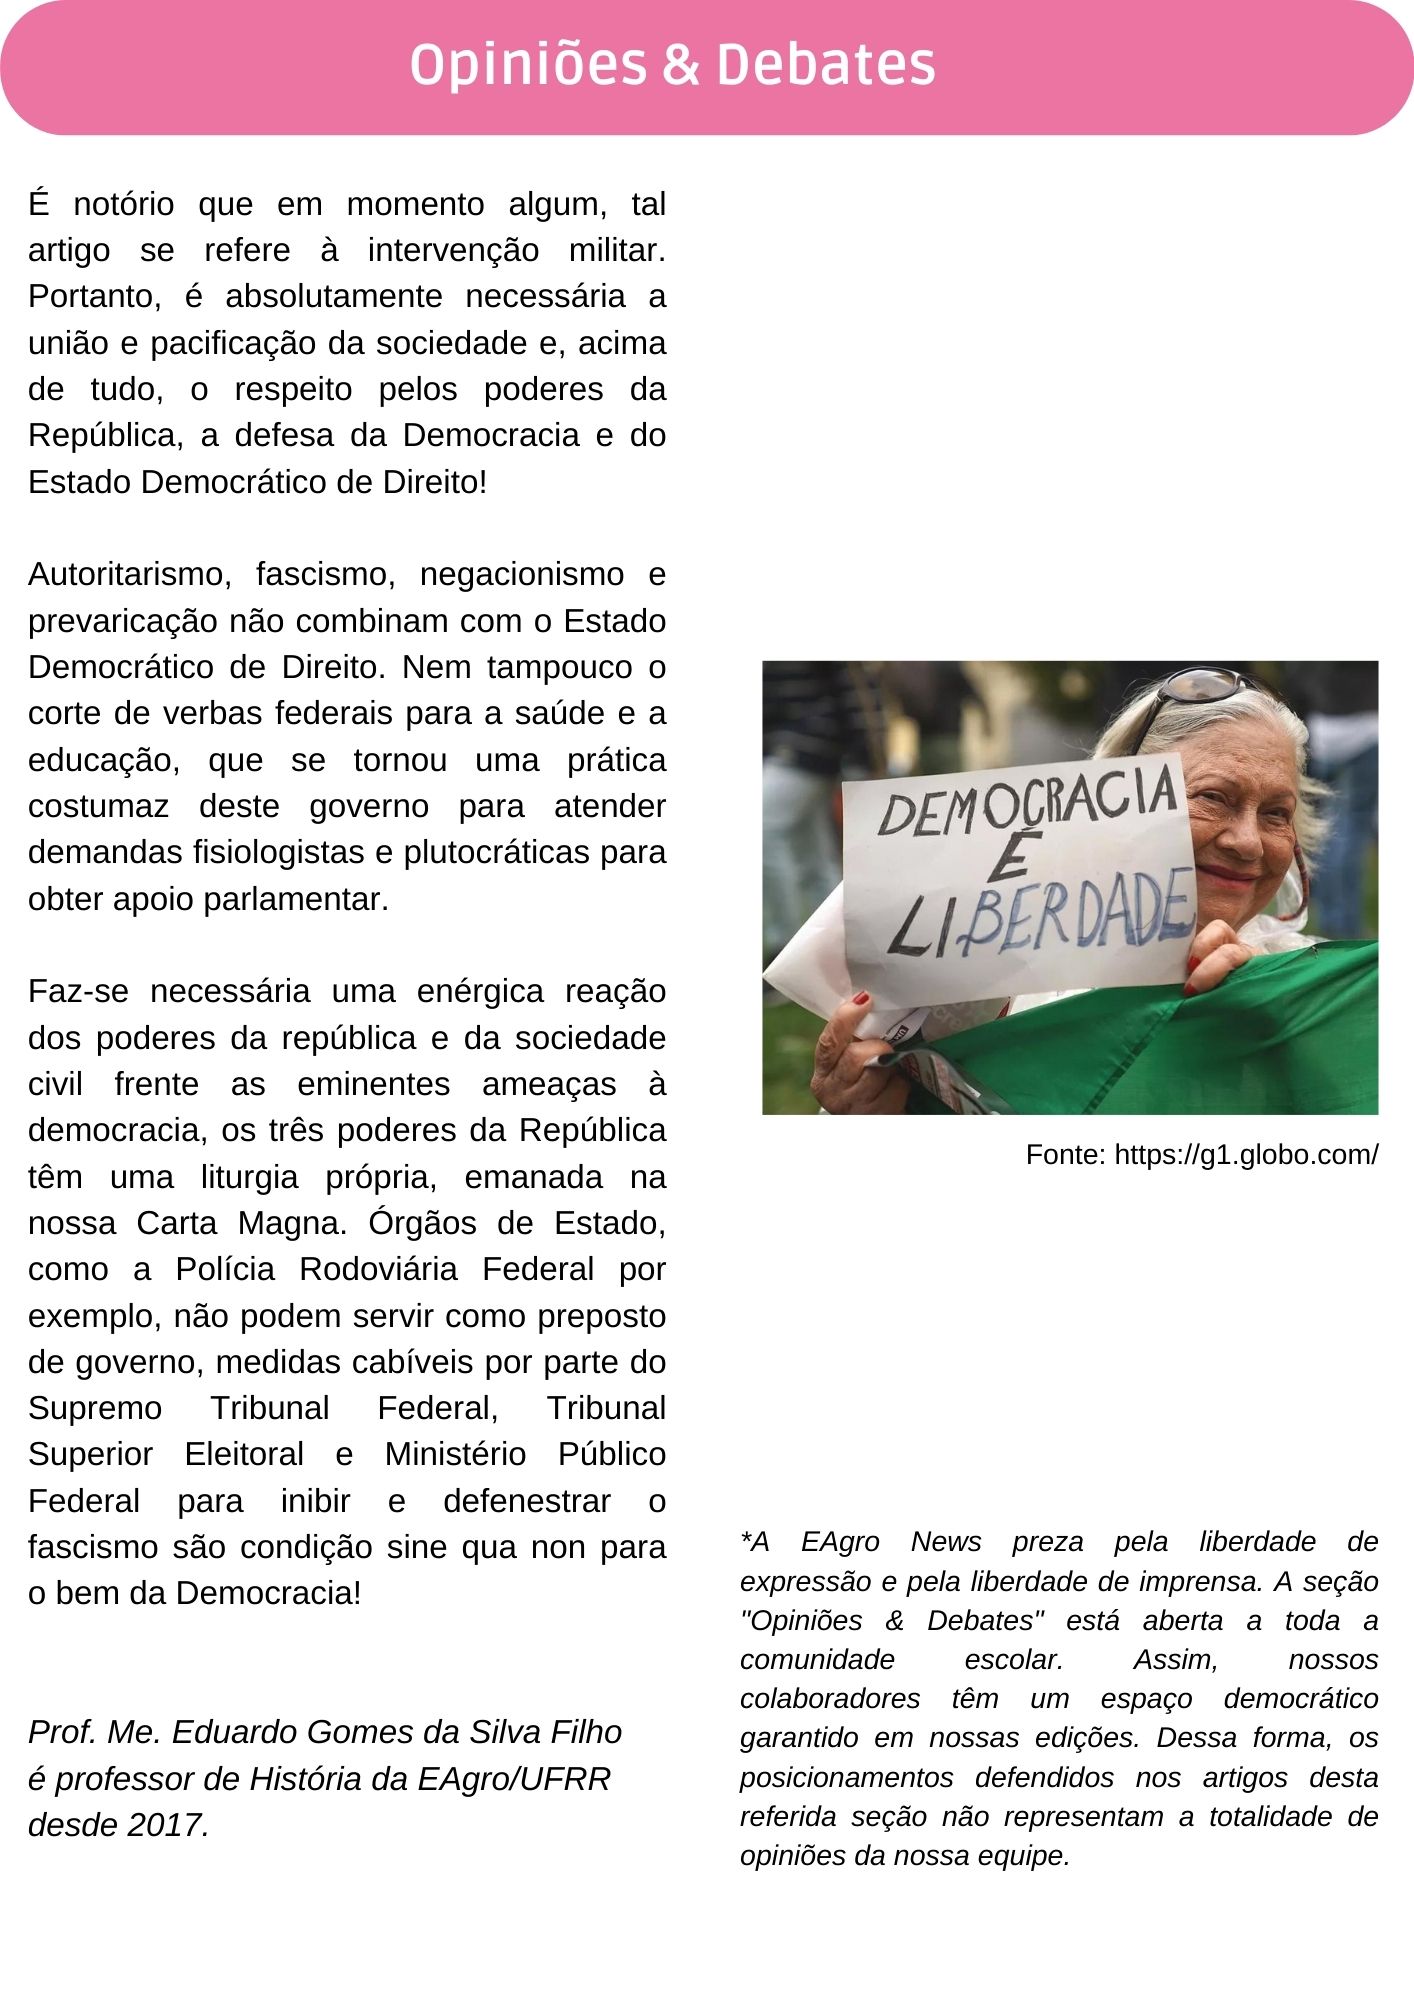 Opiniões & Debates
É notório que em momento algum, tal
artigo se refere à intervenção militar.
Portanto, é absolutamente necessária a
união e pacificação da sociedade e, acima
de tudo, o respeito pelos poderes da
República, a defesa da Democracia e do
Estado Democrático de Direito!
Autoritarismo, fascismo, negacionismo e
prevaricação não combinam com o Estado
Democrático de Direito. Nem tampouco o
corte de verbas federais para a saúde e a
educação, que se tornou uma prática
costumaz deste governo para atender
demandas fisiologistas e plutocráticas para
obter apoio parlamentar.
Faz-se necessária uma enérgica reação
dos poderes da república e da sociedade
civil frente as eminentes ameaças à
democracia, os três poderes da República
têm uma liturgia própria, emanada na
nossa Carta Magna. Órgãos de Estado,
como a Polícia Rodoviária Federal por
exemplo, não podem servir como preposto
de governo, medidas cabíveis por parte do
Supremo Tribunal Federal, Tribunal
Superior Eleitoral e Ministério Público
Federal para inibir e defenestrar o
fascismo são condição sine qua non para
o bem da Democracia!
Prof. Me. Eduardo Gomes da Silva Filho
é professor de História da EAgro/UFRR
desde 2017.
DEMOCRACIA
É
LIBERDADE
Fonte: https://g1.globo.com/
*A EAgro News preza pela liberdade de
expressão e pela liberdade de imprensa. A seção
"Opiniões & Debates" está aberta a toda a
comunidade escolar. Assim, nossos
colaboradores têm um espaço democrático
garantido em nossas edições. Dessa forma, os
posicionamentos defendidos nos artigos desta
referida seção não representam a totalidade de
opiniões da nossa equipe.